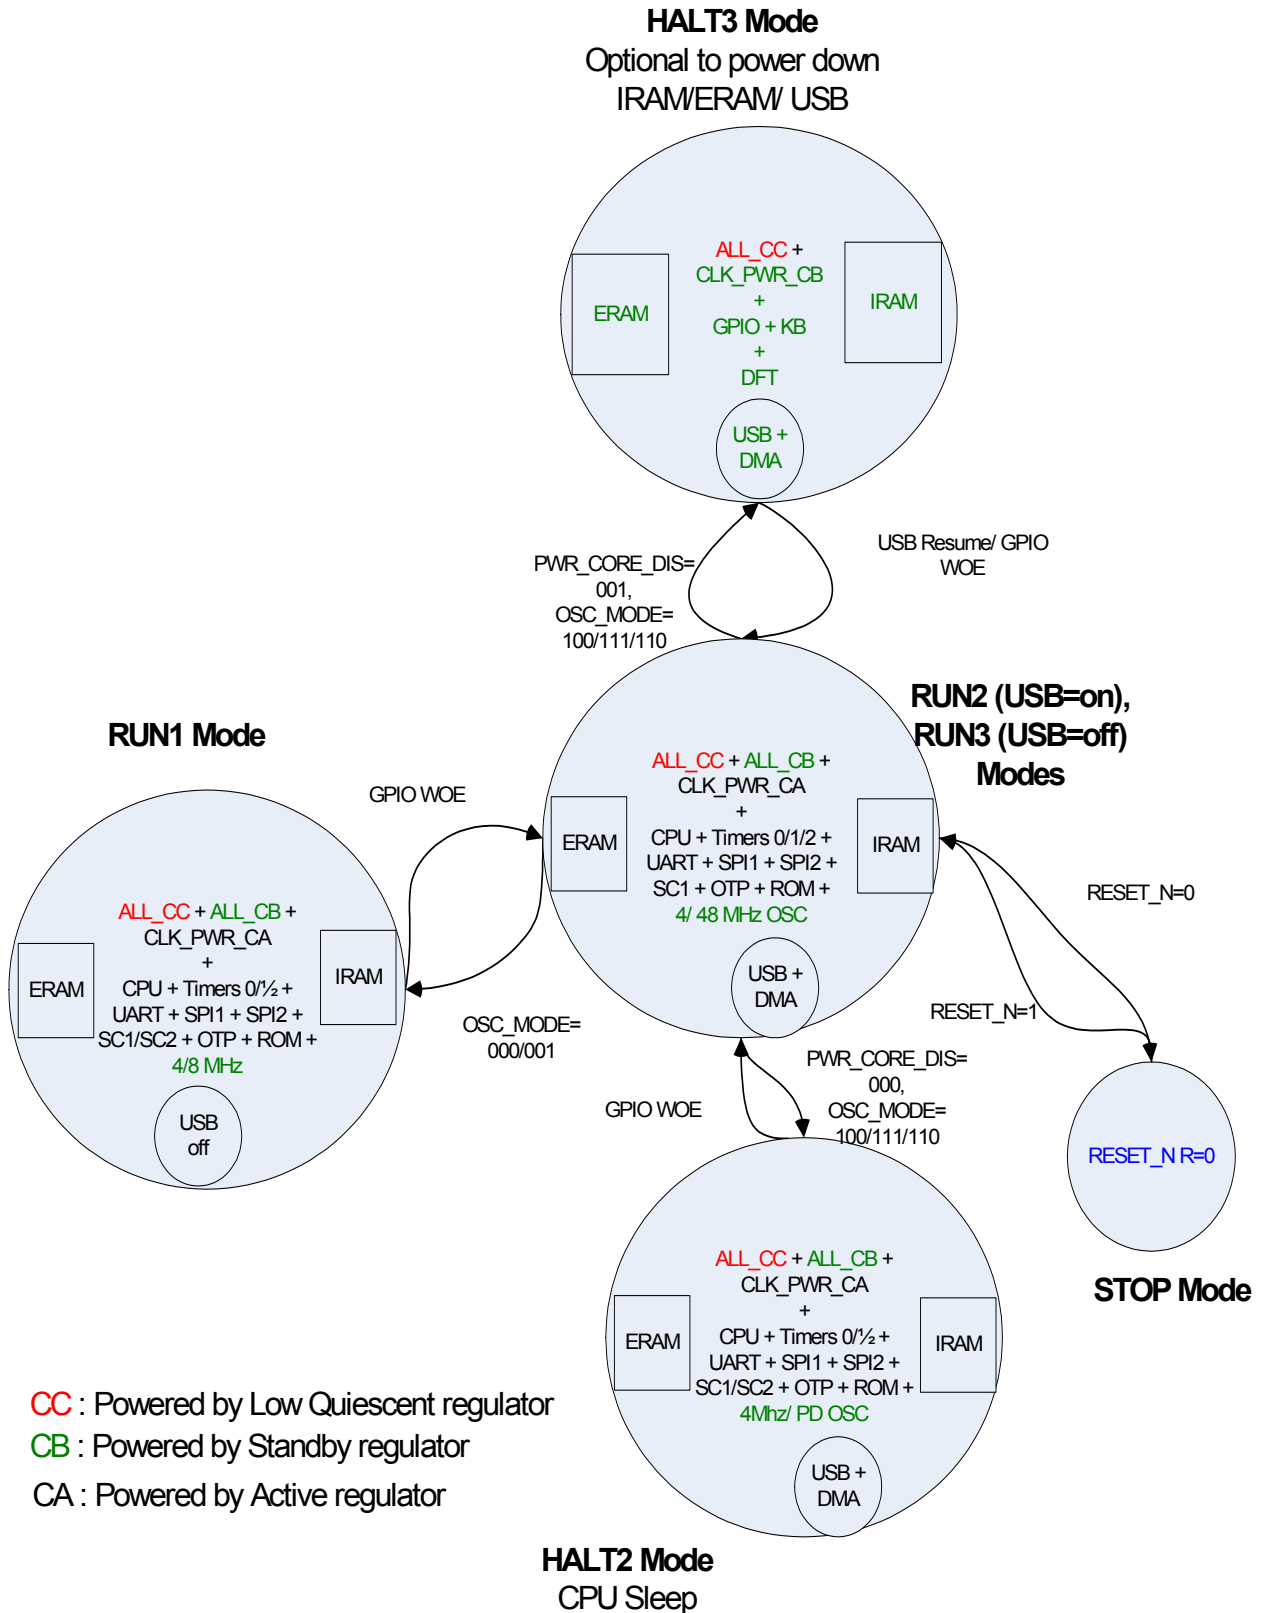 HALT3 Mode
Optional to power down
IRAM/ERAM/ USB
ALL_CC +
CLK_PWR_CB
+
GPIO + KB
+
DFT
ERAM
IRAM
USB +
DMA
PWR_CORE_DIS=
001,
OSC_MODE=
100/111/110
USB Resume/ GPIO
WOE
RUN2 (USB=on),
RUN3 (USB=off)
Modes
ALL_CC + ALL_CB +
CLK_PWR_CA
+
CPU + Timers 0/1/2 +
UART + SPI1 + SPI2 +
SC1 + OTP + ROM +
4/ 48 MHz OSC
ERAM
IRAM
USB +
DMA
RUN1 Mode
GPIO WOE
ALL_CC + ALL_CB +
CLK_PWR_CA
+
CPU + Timers 0/½ +
UART + SPI1 + SPI2 +
SC1/SC2 + OTP + ROM +
4/8 MHz
ERAM
IRAM
USB
off
OSC_MODE=
000/001
RESET_N=0
RESET_N=1
RESET_N R=0
STOP Mode
PWR_CORE_DIS=
000,
OSC_MODE=
100/111/110
GPIO WOE
ALL_CC + ALL_CB +
CLK_PWR_CA
+
CPU + Timers 0/½ +
UART + SPI1 + SPI2 +
SC1/SC2 + OTP + ROM +
4Mhz/ PD OSC
ERAM
IRAM
USB +
DMA
HALT2 Mode
CPU Sleep
CC : Powered by Low Quiescent regulator
CB : Powered by Standby regulator
CA : Powered by Active regulator